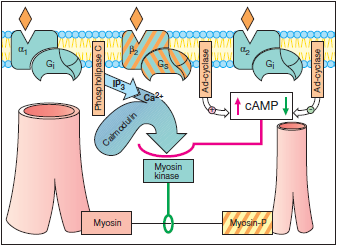 α1
Gi
Phospholipase C
β2
Gs
Ad-cyclase
α2
Gi
Ad-cyclase
IP3
Ca2+
+
cAMP
−
Calmodulin
Myosin
kinase
Myosin
Myosin-P